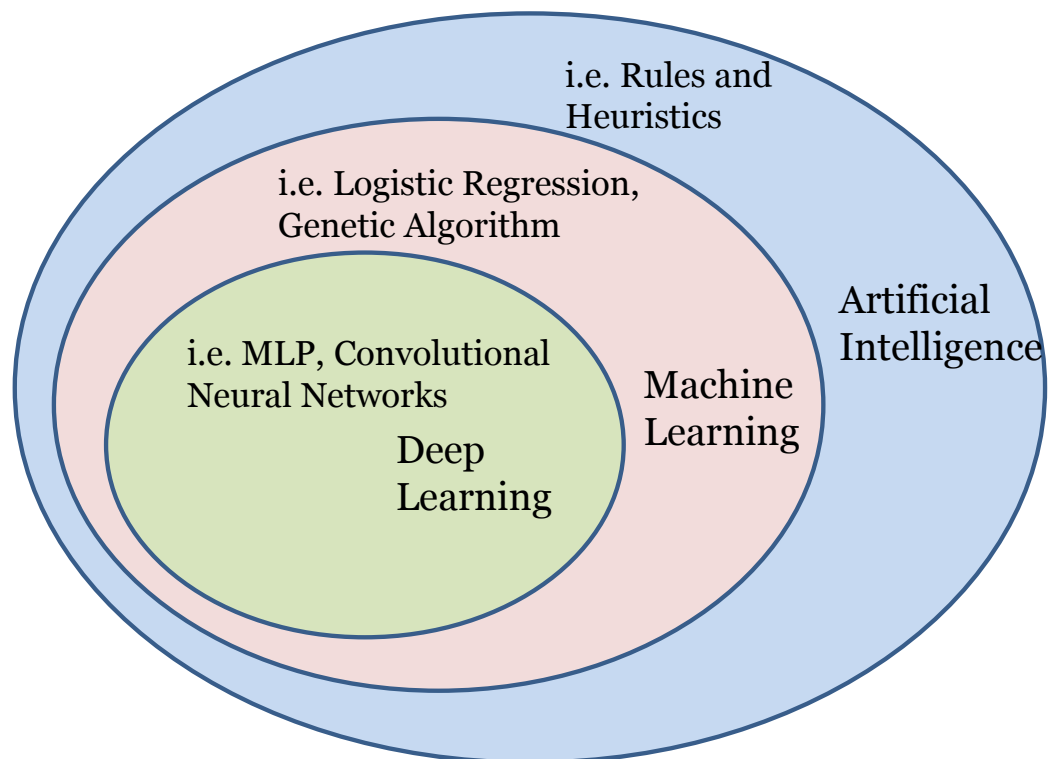 i.e. Rules and
Heuristics
i.e. Logistic Regression,
Genetic Algorithm
Artificial
Intelligence
i.e. MLP, Convolutional
Neural Networks
Machine
Learning
Deep
Learning